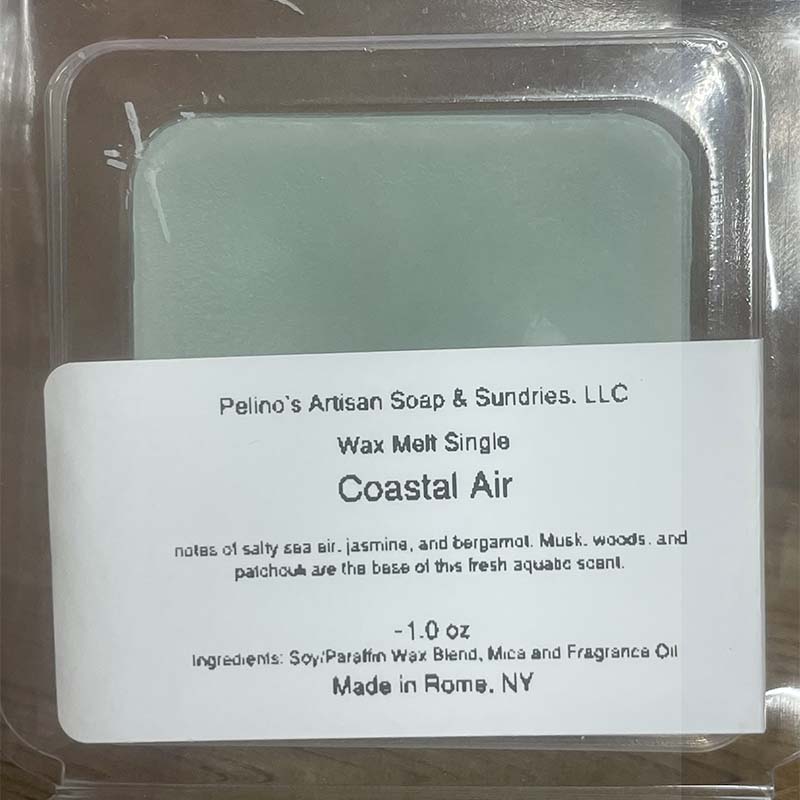 Pelino's Artisan Soap & Sundries. LLC
Wax Melt Single
Coastal Air
notes of salty sea air. jasmine, and bergamot. Musk. woods. and
patchouli are the base of this fresh aquatic scent.
~1.0 oz
Ingredients: Soy/Paraffin Wax Blend, Mica and Fragrance Oil
Made in Rome. NY